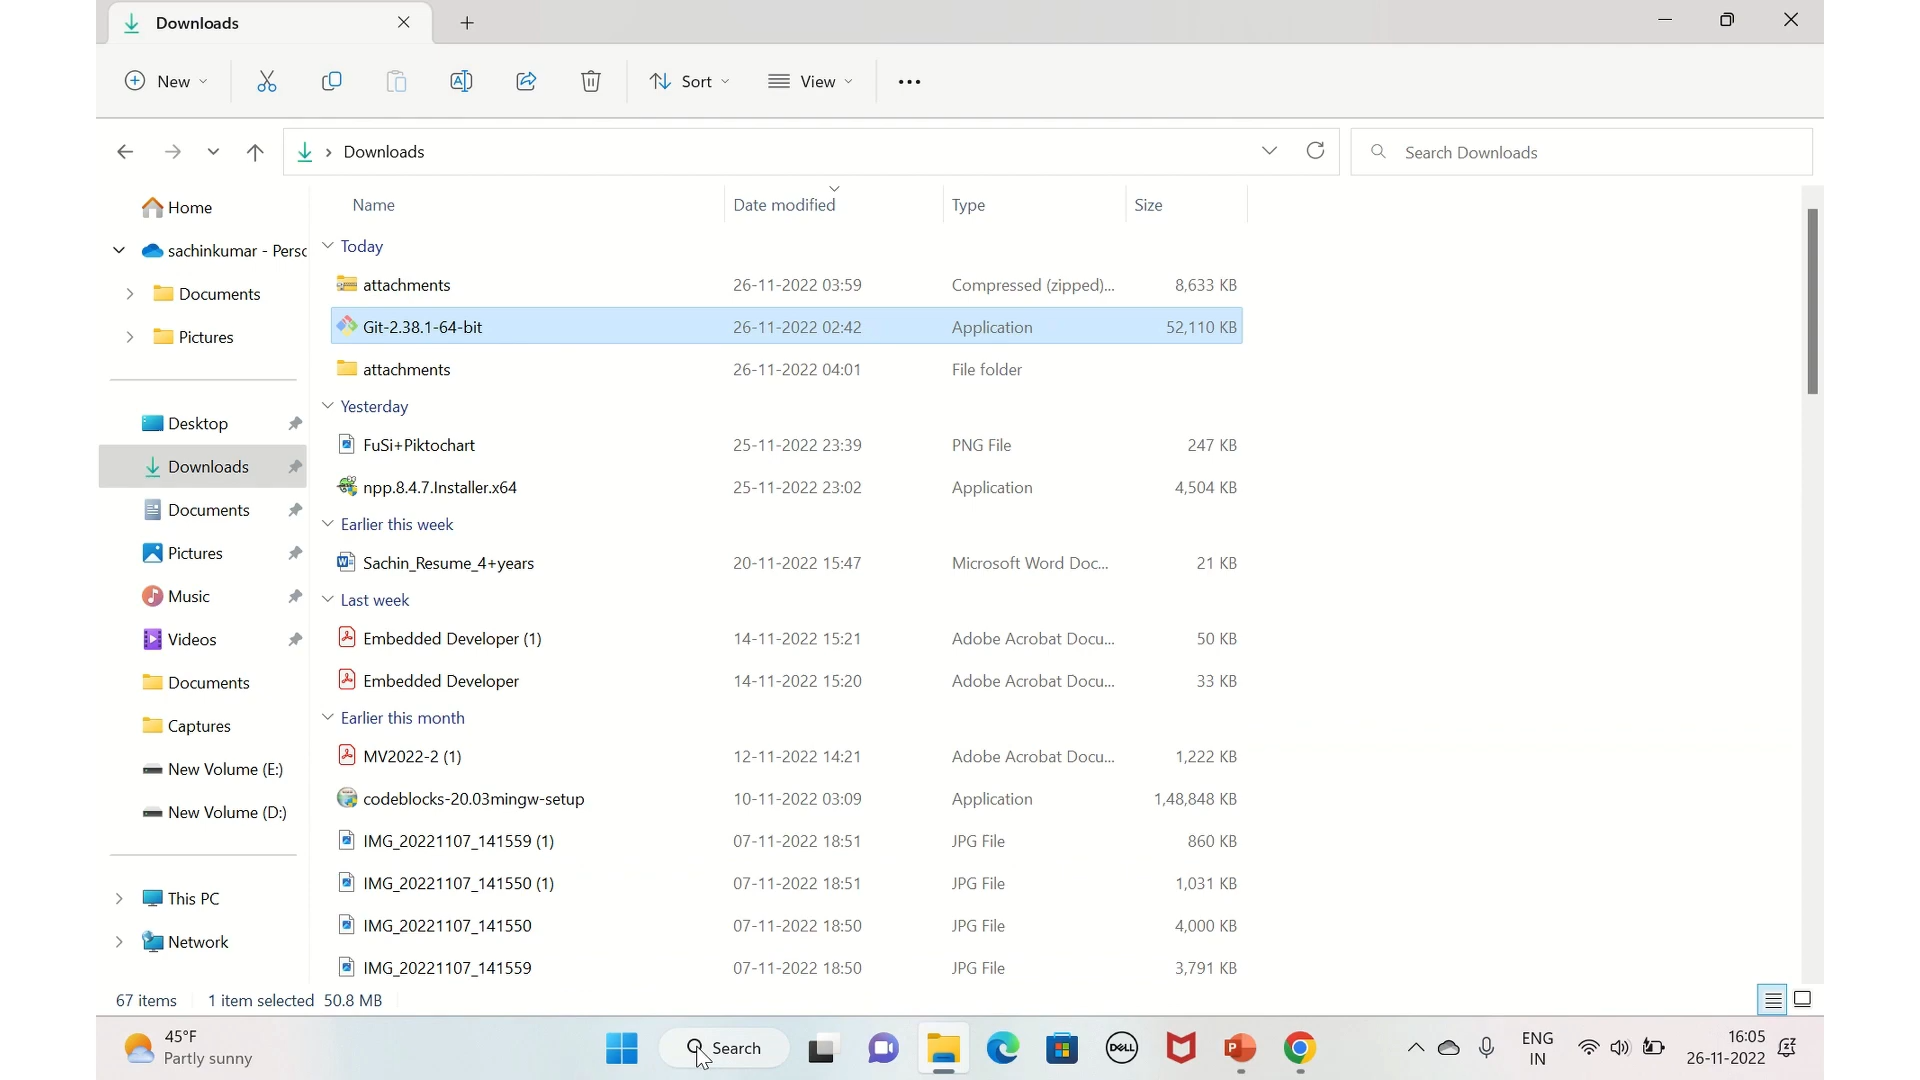 Downloads
New
Sort
View
Downloads
Search Downloads
Name Date modified Type Size
Home
sachinkumar - Perso
Documents
Pictures
Desktop
Downloads
Documents
Pictures
Music
Videos
Documents
Captures
New Volume (E:)
New Volume (D:)
This PC
Network
Today
attachments 26-11-2022 03:59 Compressed (zipped)... 8,633 KB
Git-2.38.1-64-bit 26-11-2022 02:42 Application 52,110 KB
attachments 26-11-2022 04:01 File folder
Yesterday
FuSi+Piktochart 25-11-2022 23:39 PNG File 247 KB
npp.8.4.7.Installer.x64 25-11-2022 23:02 Application 4,504 KB
Earlier this week
Sachin_Resume_4+years 20-11-2022 15:47 Microsoft Word Doc... 21 KB
Last week
Embedded Developer (1) 14-11-2022 15:21 Adobe Acrobat Docu... 50 KB
Embedded Developer 14-11-2022 15:20 Adobe Acrobat Docu... 33 KB
Earlier this month
MV2022-2 (1) 12-11-2022 14:21 Adobe Acrobat Docu... 1,222 KB
codeblocks-20.03mingw-setup 10-11-2022 03:09 Application 1,48,848 KB
IMG_20221107_141559 (1) 07-11-2022 18:51 JPG File 860 KB
IMG_20221107_141550 (1) 07-11-2022 18:51 JPG File 1,031 KB
IMG_20221107_141550 07-11-2022 18:50 JPG File 4,000 KB
IMG_20221107_141559 07-11-2022 18:50 JPG File 3,791 KB
67 items 1 item selected 50.8 MB
45°F
Partly sunny
Search
DELL
ENG
IN
16:05
26-11-2022